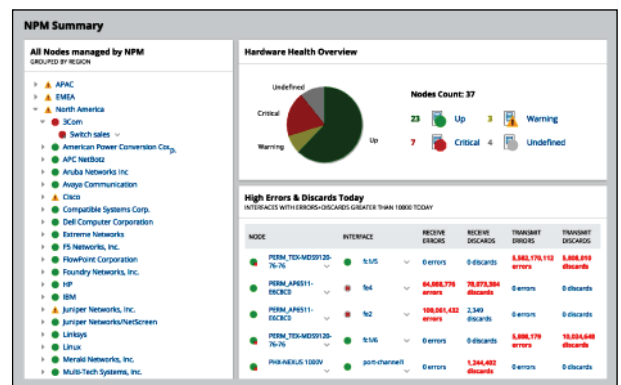 NPM Summary
All Nodes managed by NPM
GROUPED BY REGION
APAC
EMEA
North America
3Com
Switch sales
American Power Conversion Cor
p.
APC NetBotz
Aruba Networks Inc
Avaya Communication
Cisco
Compatible Systems Corp.
Dell Computer Corporation
Extreme Networks
F5 Networks, Inc.
FlowPoint Corporation
Foundry Networks, Inc.
HP
IBM
Juniper Networks, Inc.
Juniper Networks/NetScreen
Linksys
Linux
Meraki Networks, Inc.
Multi-Tech Systems, Inc.
Hardware Health Overview
Undefined
Critical
Warning
Up
Nodes Count: 37
23 Up 3 Warning
7 Critical 4 Undefined
High Errors & Discards Today
INTERFACES WITH ERRORS+DISCARDS GREATER THAN 10000 TODAY
NODE INTERFACE RECEIVE ERRORS RECEIVE DISCARDS TRANSMIT ERRORS TRANSMIT DISCARDS
PERM_TEX-MDS9120-76-76 fc1/5 0 errors 0 discards 5,582,170,112 errors 5,808,010 discards
PERM_AP6511-E6CBC0 fe4 64,888,776 errors 78,073,504 discards 0 errors 0 discards
PERM_AP6511-E6CBC0 fe2 100,061,432 errors 2,349 discards 0 errors 0 discards
PERM_TEX-MDS9120-76-76 fc1/6 0 errors 0 discards 5,808,179 errors 10,034,648 discards
PHX-NEXUS 1000V port-channel1 0 errors 1,244,402 discards 0 errors 0 discards